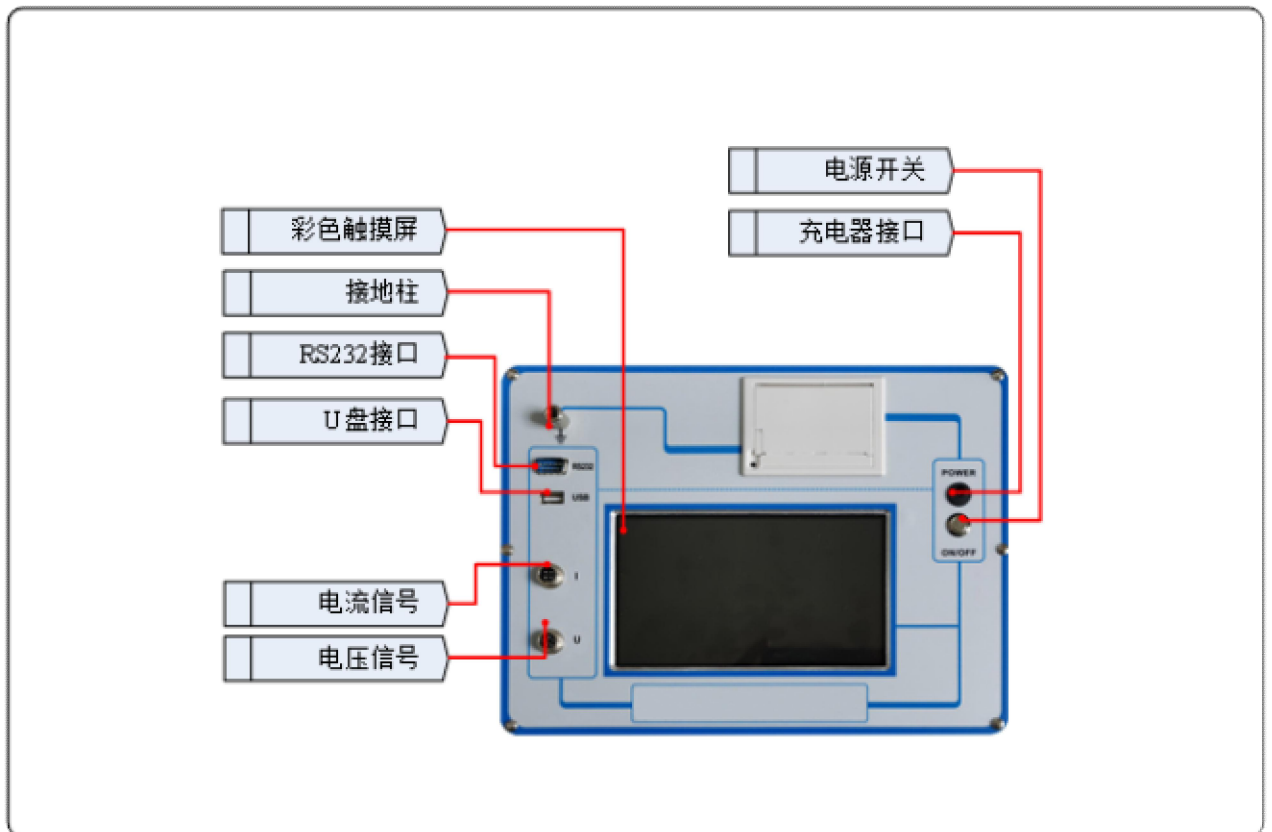 电源开关
充电器接口
彩色触摸屏
接地柱
RS232接口
U盘接口
电流信号
电压信号
RS232
USB
I
U
POWER
ON/OFF